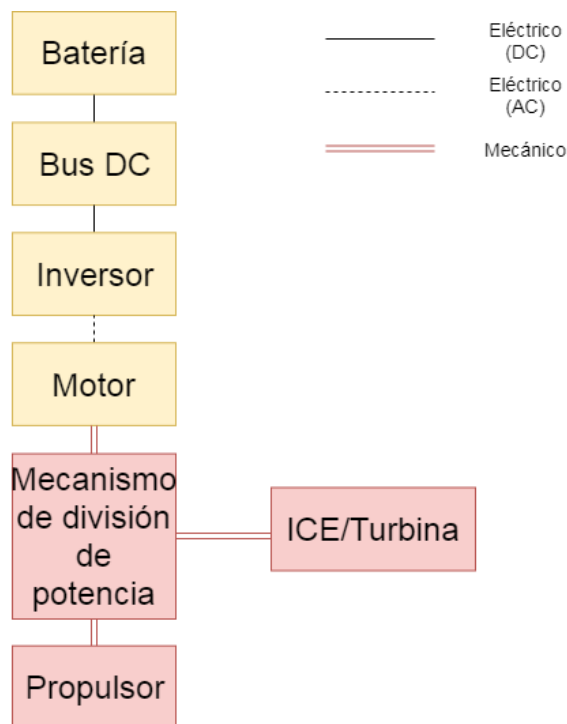 Batería
Bus DC
Inversor
Motor
Mecanismo
de división
de
potencia
Propulsor
ICE/Turbina
Eléctrico
(DC)
Eléctrico
(AC)
Mecánico